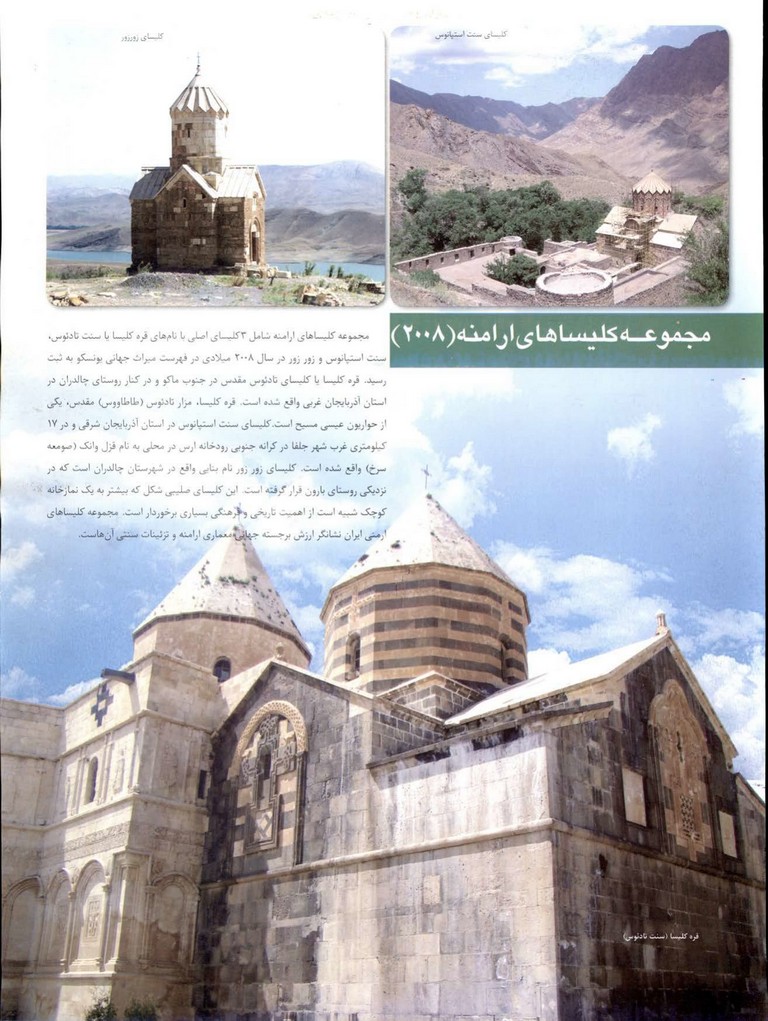 کلیسای زورزور
کلیسای سنت استپانوس
مجموعه کلیساهای ارامنه (۲۰۰۸)
مجموعه کلیساهای ارامنه شامل ۳کلیسای اصلی با نام‌های قره کلیسا یا سنت تادئوس،
سنت استپانوس و زور زور در سال ۲۰۰۸ میلادی در فهرست میراث جهانی یونسکو به ثبت
رسید. قره کلیسا یا کلیسای تادئوس مقدس در جنوب ماکو و در کنار روستای چالدران در
استان آذربایجان غربی واقع شده است. قره کلیسا، مزار تادئوس (طاطاووس) مقدس، یکی
از حواریون عیسی مسیح است.کلیسای سنت استپانوس در استان آذربایجان شرقی و در ۱۷
کیلومتری غرب شهر جلفا در کرانه جنوبی رودخانه ارس در محلی به نام قزل وانک (صومعه
سرخ) واقع شده است. کلیسای زور زور نام بنایی واقع در شهرستان چالدران است که در
نزدیکی روستای بارون قرار گرفته است. این کلیسای صلیبی شکل که بیشتر به یک نمازخانه
کوچک شبیه است از اهمیت تاریخی و فرهنگی بسیاری برخوردار است. مجموعه کلیساهای
ارمنی ایران نشانگر ارزش برجسته جهانی معماری ارامنه و تزئینات سنتی آن‌هاست.
قره کلیسا (سنت تادئوس)